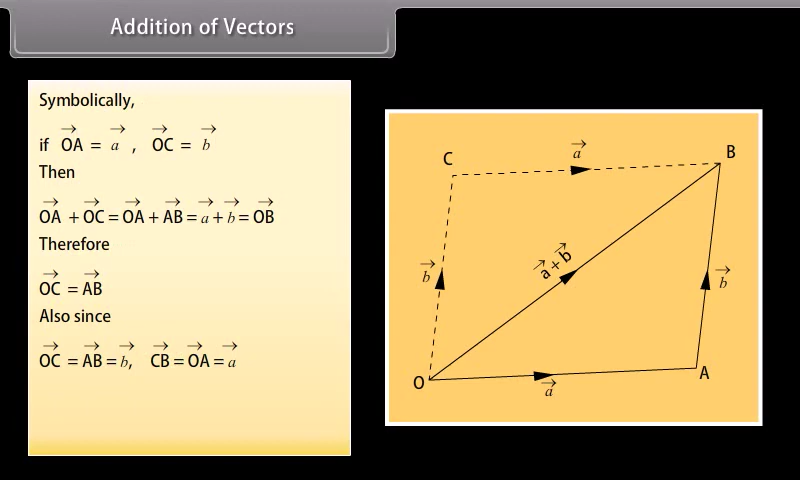 Addition of Vectors
Symbolically,
if →OA = →a , →OC = →b
Then
→OA + →OC = →OA + →AB = →a + →b = →OB
Therefore
→OC = →AB
Also since
→OC = →AB = →b, →CB = →OA = →a
C
→a
B
→b
→a + →b
→b
O
→a
A